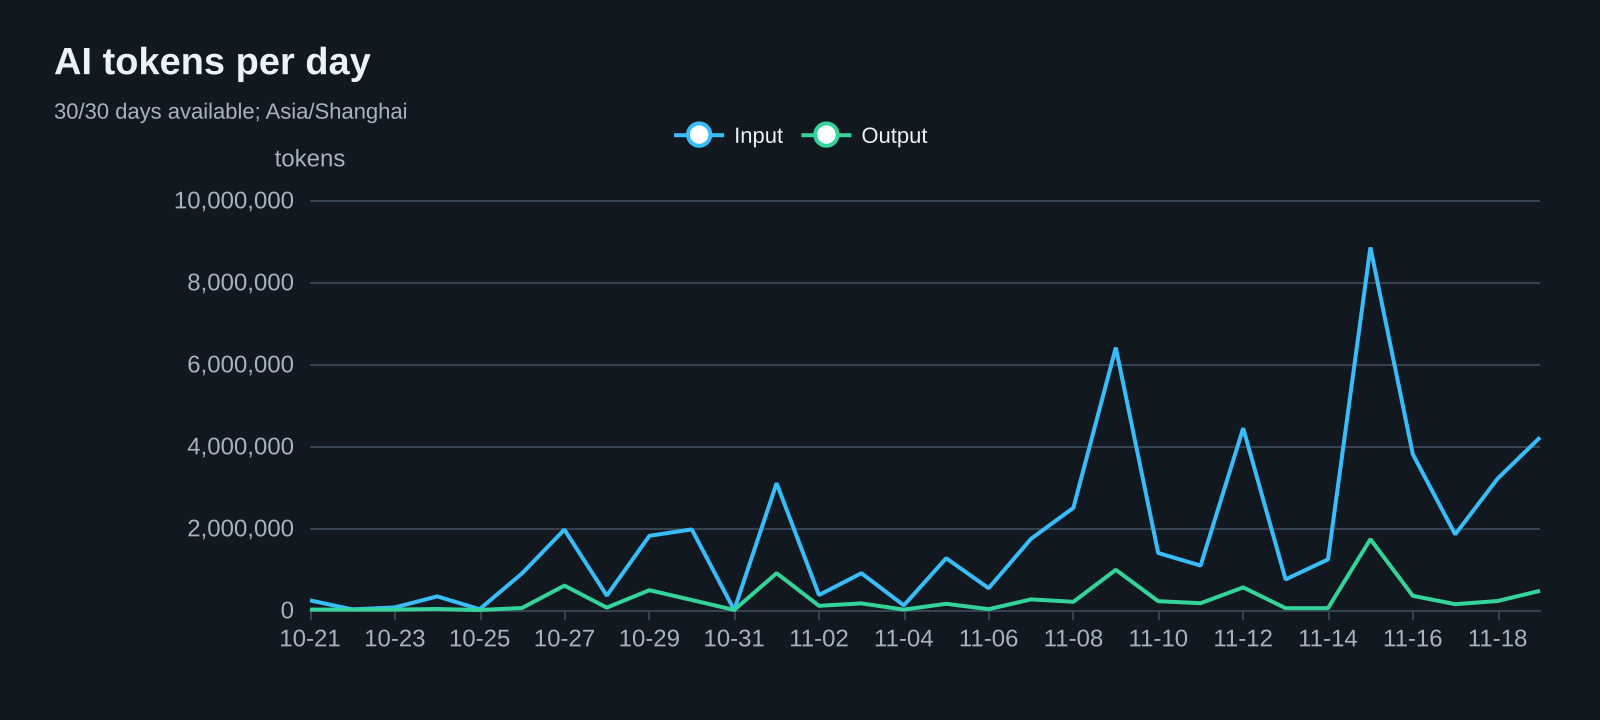 AI tokens per day
30/30 days available; Asia/Shanghai
Input Output
tokens
10,000,000
8,000,000
6,000,000
4,000,000
2,000,000
0
10-21 10-23 10-25 10-27 10-29 10-31 11-02 11-04 11-06 11-08 11-10 11-12 11-14 11-16 11-18